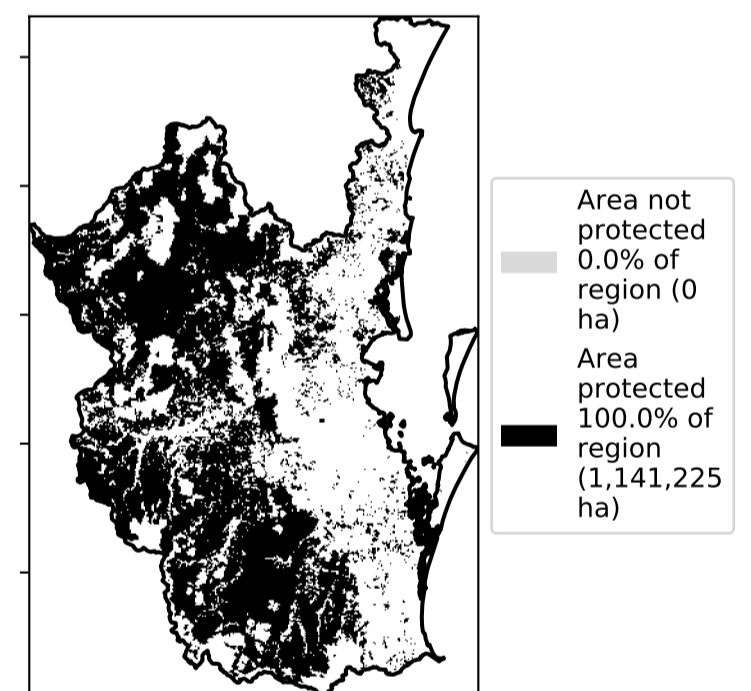 Area not
protected
0.0% of
region (0
ha)
Area
protected
100.0% of
region
(1,141,225
ha)